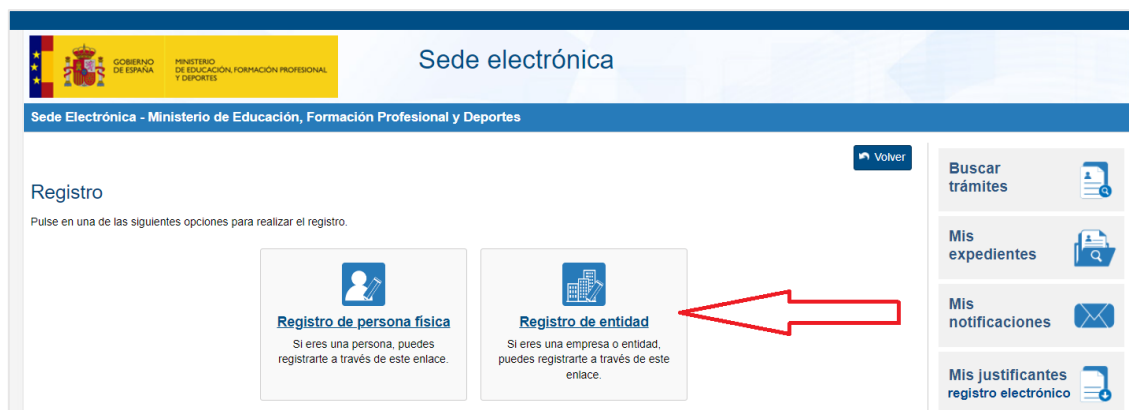 GOBIERNO
DE ESPAÑA
MINISTERIO
DE EDUCACIÓN, FORMACIÓN PROFESIONAL
Y DEPORTES
Sede electrónica
Sede Electrónica - Ministerio de Educación, Formación Profesional y Deportes
Volver
Registro
Pulse en una de las siguientes opciones para realizar el registro.
Registro de persona física
Si eres una persona, puedes
registrarte a través de este enlace.
Registro de entidad
Si eres una empresa o entidad,
puedes registrarte a través de este
enlace.
Buscar
trámites
Mis
expedientes
Mis
notificaciones
Mis justificantes
registro electrónico